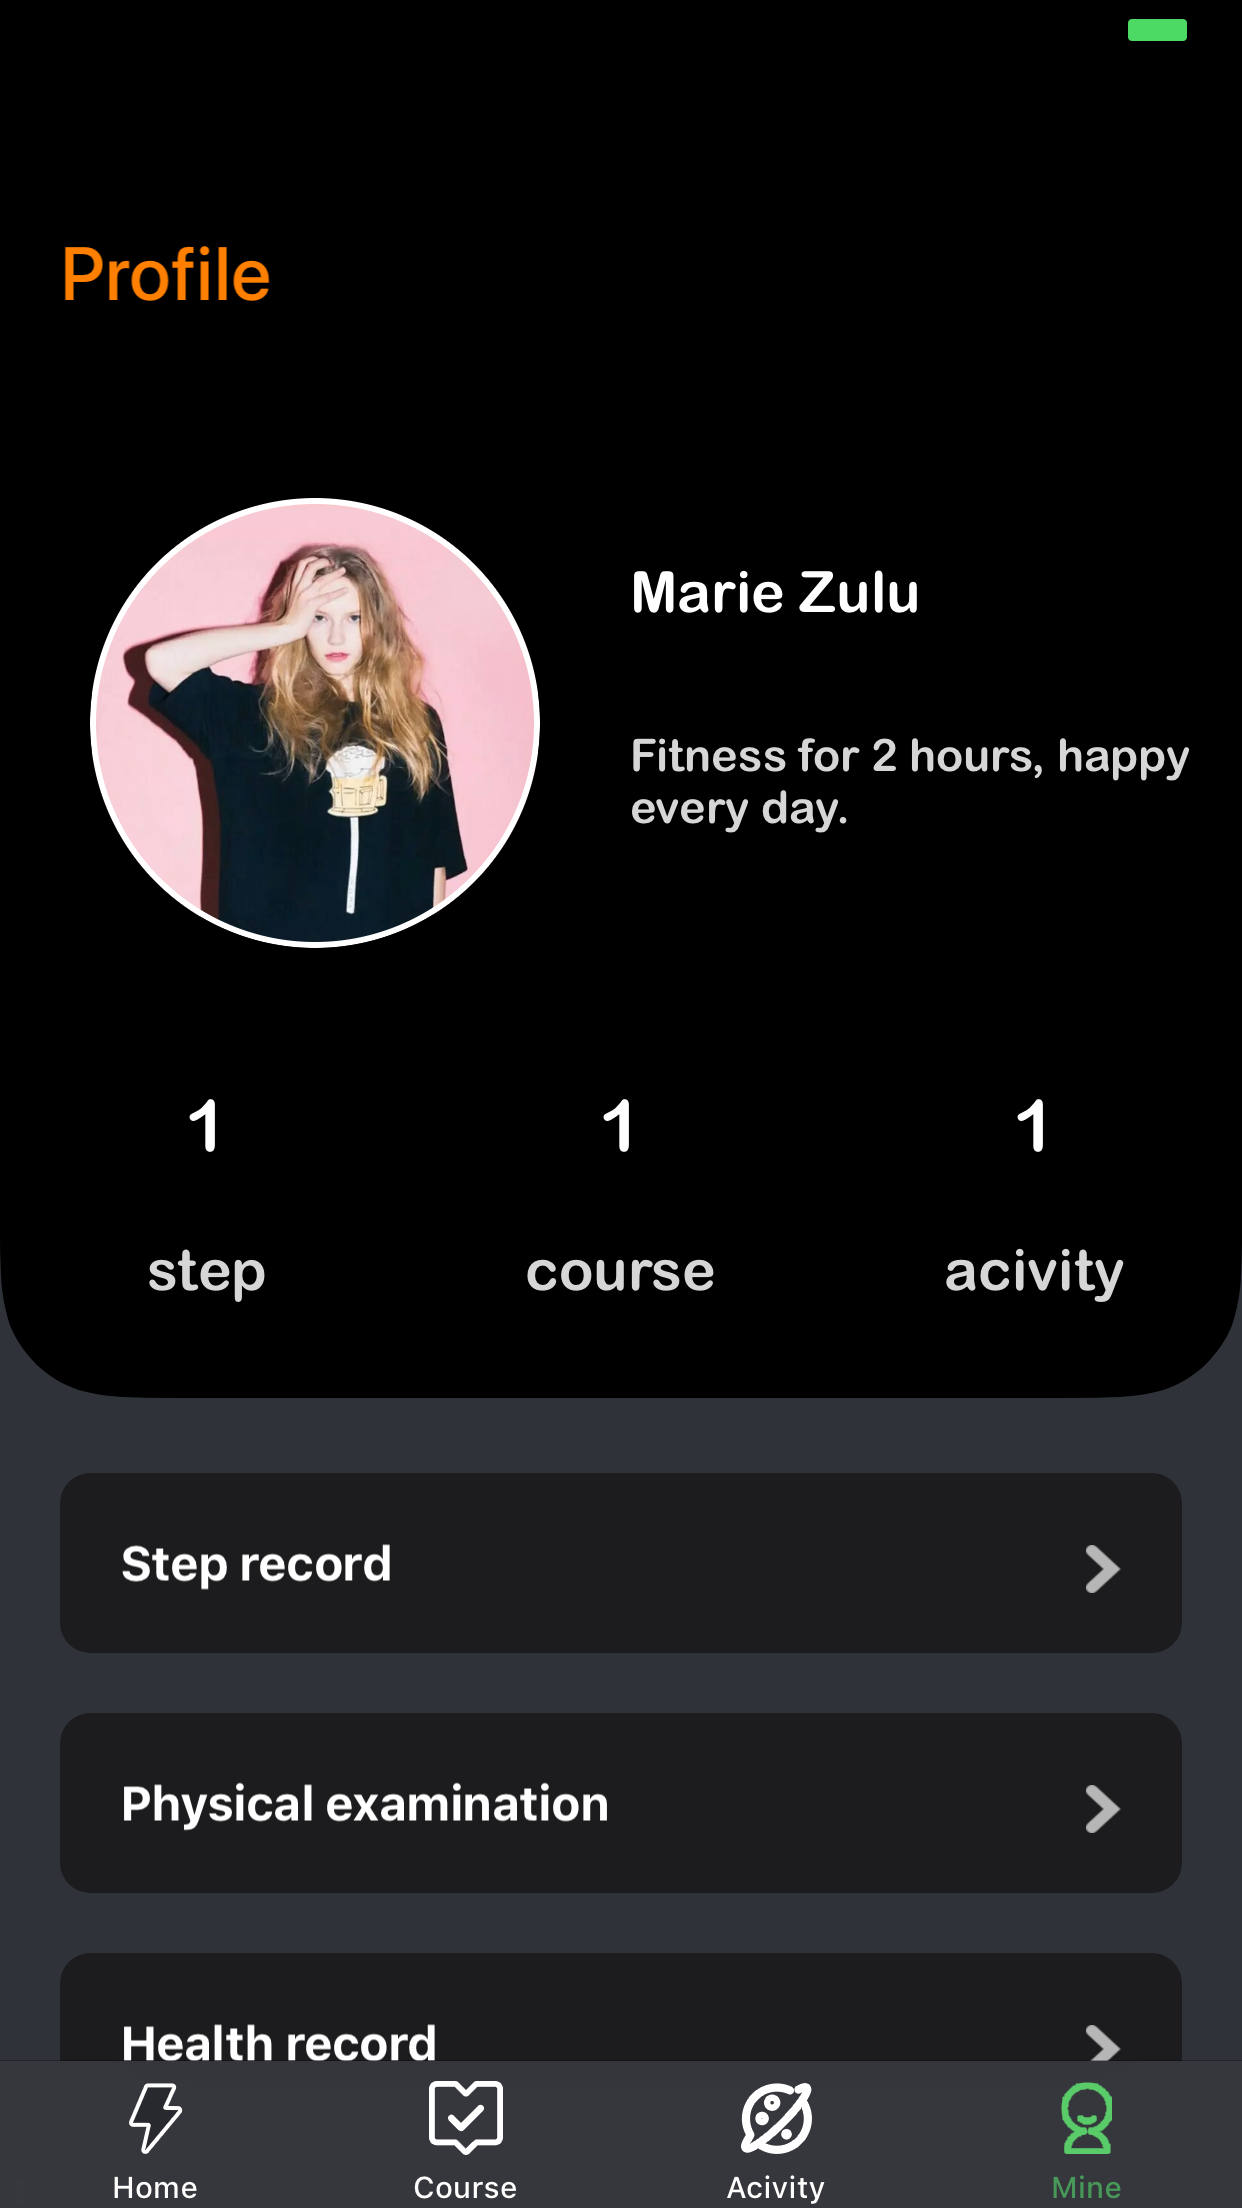 Profile
Marie Zulu
Fitness for 2 hours, happy
every day.
1 1 1
step course acivity
Step record
Physical examination
Health record
Home Course Acivity Mine